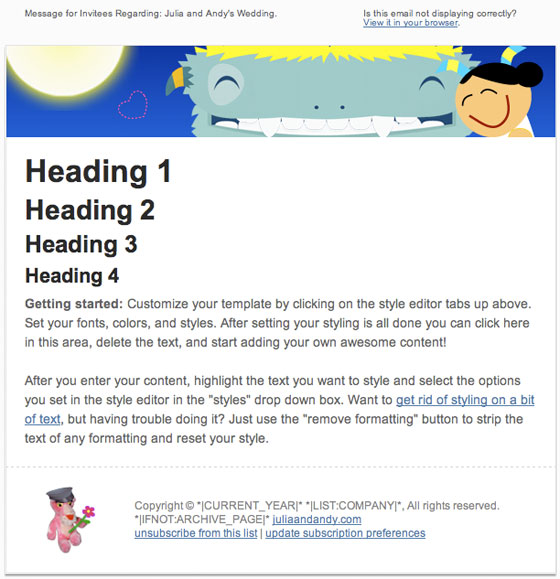 Message for Invitees Regarding: Julia and Andy's Wedding.
Is this email not displaying correctly?
View it in your browser.
Heading 1
Heading 2
Heading 3
Heading 4
Getting started: Customize your template by clicking on the style editor tabs up above.
Set your fonts, colors, and styles. After setting your styling is all done you can click here
in this area, delete the text, and start adding your own awesome content!
After you enter your content, highlight the text you want to style and select the options
you set in the style editor in the "styles" drop down box. Want to get rid of styling on a bit
of text, but having trouble doing it? Just use the "remove formatting" button to strip the
text of any formatting and reset your style.
Copyright © *|CURRENT_YEAR|* *|LIST:COMPANY|*, All rights reserved.
*|IFNOT:ARCHIVE_PAGE|* juliaandandy.com
unsubscribe from this list | update subscription preferences